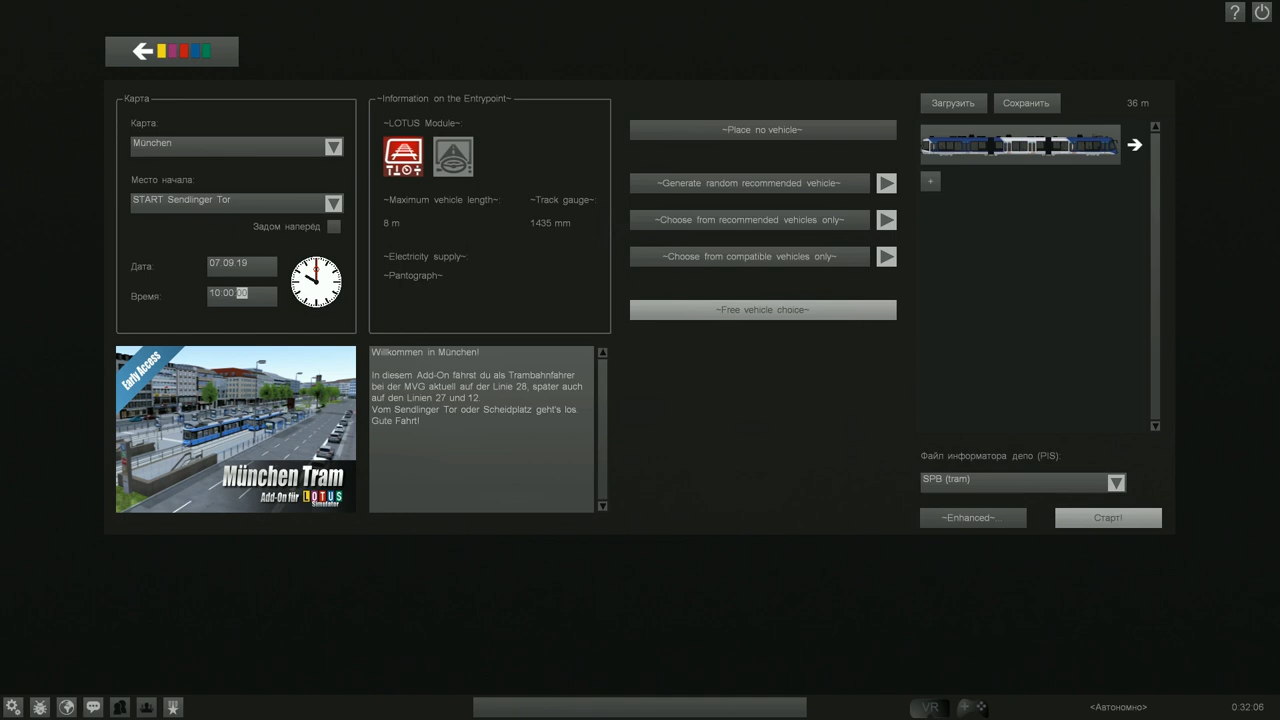 Карта
Карта:
München
Место начала:
START Sendlinger Tor
Задом наперёд
Дата:
07.09.19
Время:
10:00:00
~Information on the Entrypoint~
~LOTUS Module~:
~Maximum vehicle length~:
~Track gauge~:
8 m
1435 mm
~Electricity supply~:
~Pantograph~
~Place no vehicle~
~Generate random recommended vehicle~
~Choose from recommended vehicles only~
~Choose from compatible vehicles only~
~Free vehicle choice~
Загрузить
Сохранить
36 m
+
Early Access
München Tram
Add-On für LOTUS
Simulator
Willkommen in München!
In diesem Add-On fährst du als Trambahnfahrer
bei der MVG aktuell auf der Linie 28, später auch
auf den Linien 27 und 12.
Vom Sendlinger Tor oder Scheidplatz geht's los.
Gute Fahrt!
Файл информатора депо (PIS):
SPB (tram)
~Enhanced~...
Старт!
VR
<Автономно>
0:32:06